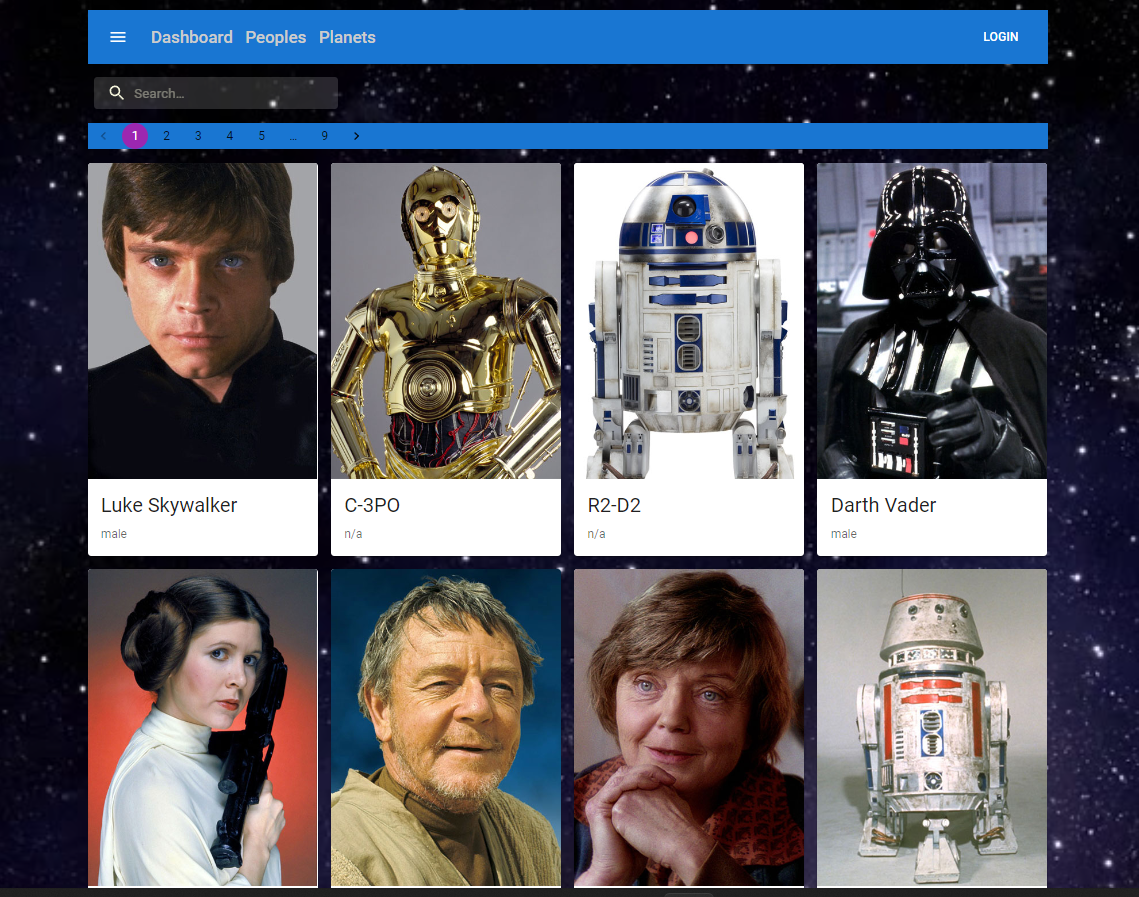 Dashboard Peoples Planets LOGIN
Search…
1 2 3 4 5 … 9
Luke Skywalker C-3PO R2-D2 Darth Vader
male n/a n/a male